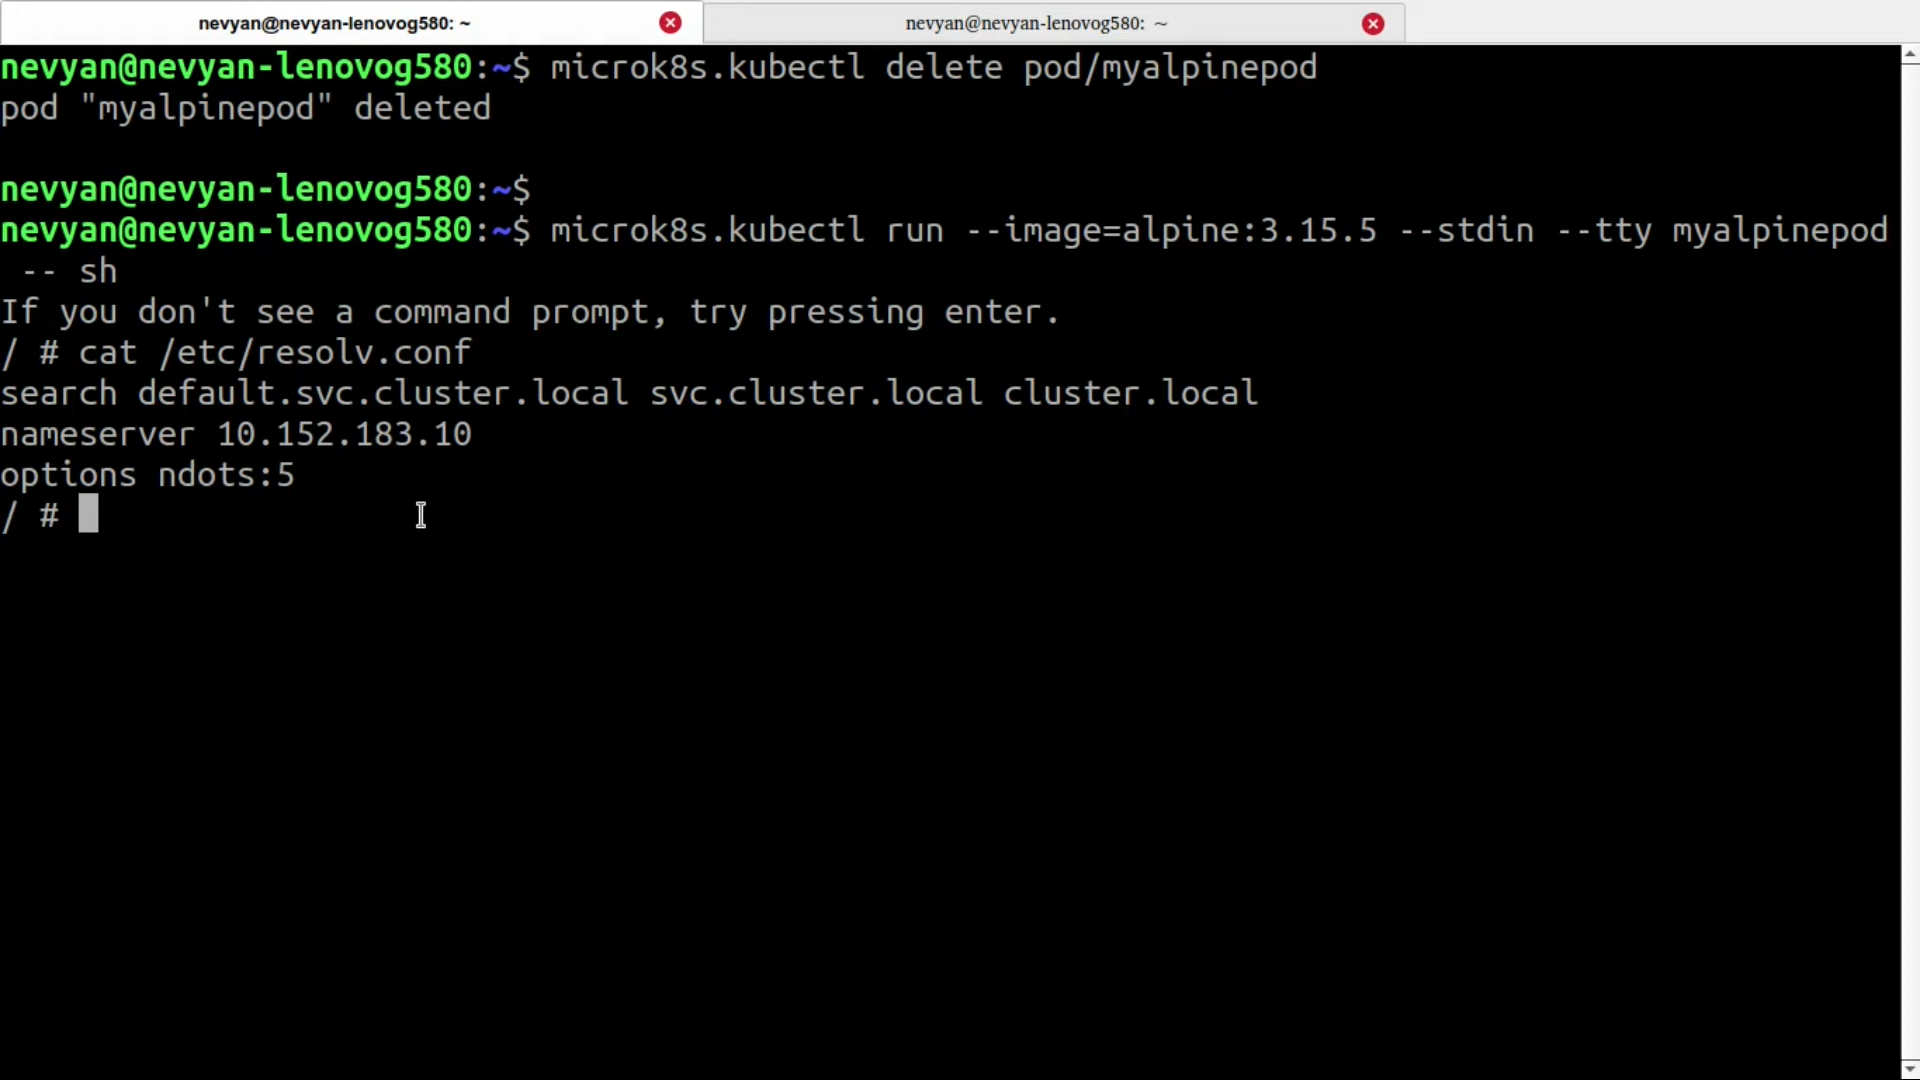 nevyan@nevyan-lenovog580: ~
nevyan@nevyan-lenovog580: ~
nevyan@nevyan-lenovog580:~$ microk8s.kubectl delete pod/myalpinepod
pod "myalpinepod" deleted
nevyan@nevyan-lenovog580:~$
nevyan@nevyan-lenovog580:~$ microk8s.kubectl run --image=alpine:3.15.5 --stdin --tty myalpinepod
-- sh
If you don't see a command prompt, try pressing enter.
/ # cat /etc/resolv.conf
search default.svc.cluster.local svc.cluster.local cluster.local
nameserver 10.152.183.10
options ndots:5
/ #